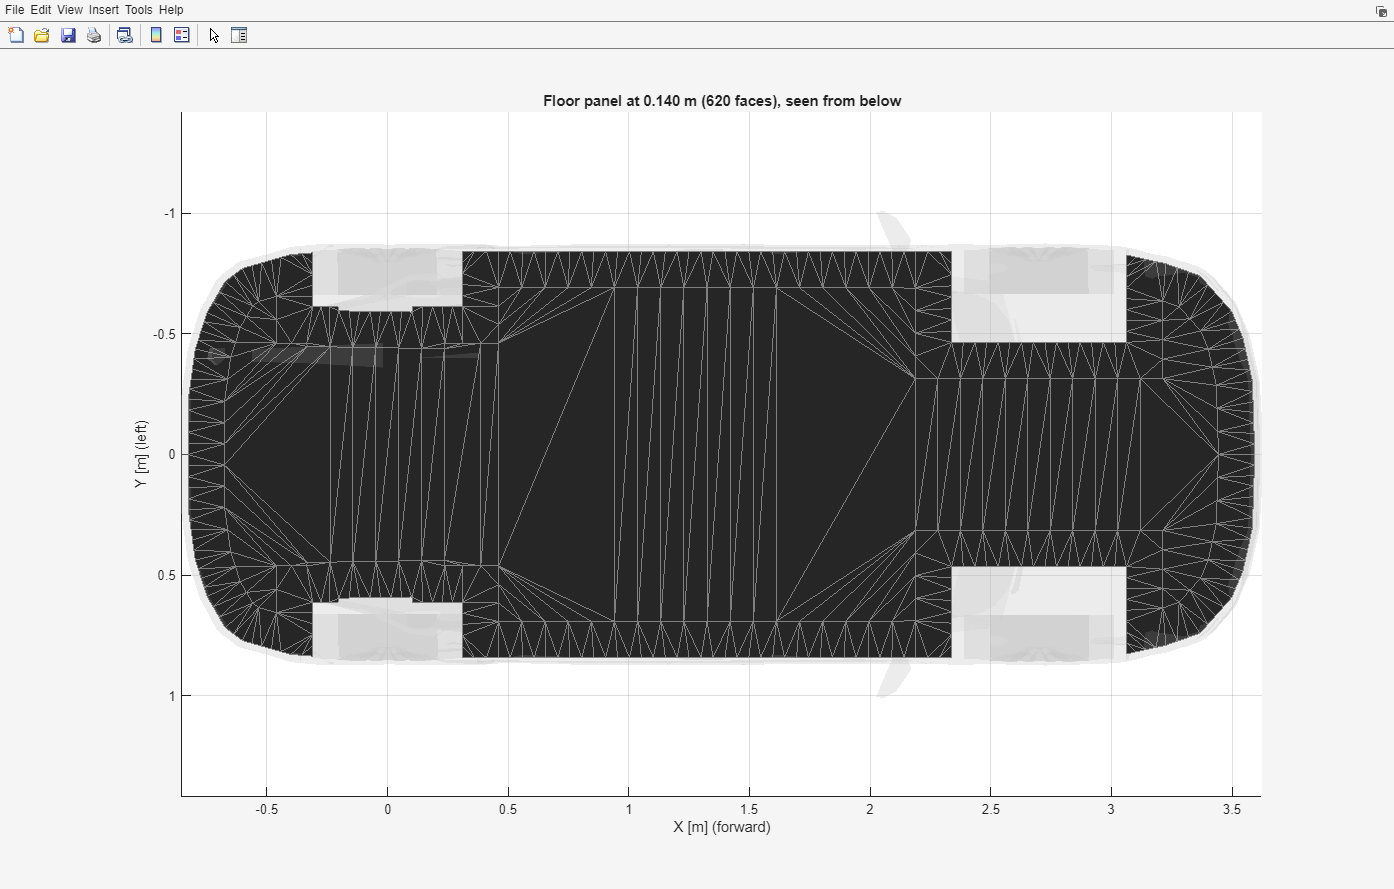 File Edit View Insert Tools Help
Floor panel at 0.140 m (620 faces), seen from below
-1
-0.5
0
0.5
1
Y [m] (left)
-0.5 0 0.5 1 1.5 2 2.5 3 3.5
X [m] (forward)